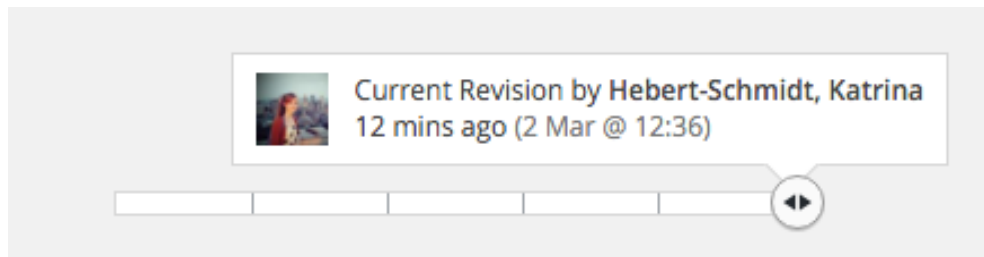 Current Revision by Hebert-Schmidt, Katrina
12 mins ago (2 Mar @ 12:36)